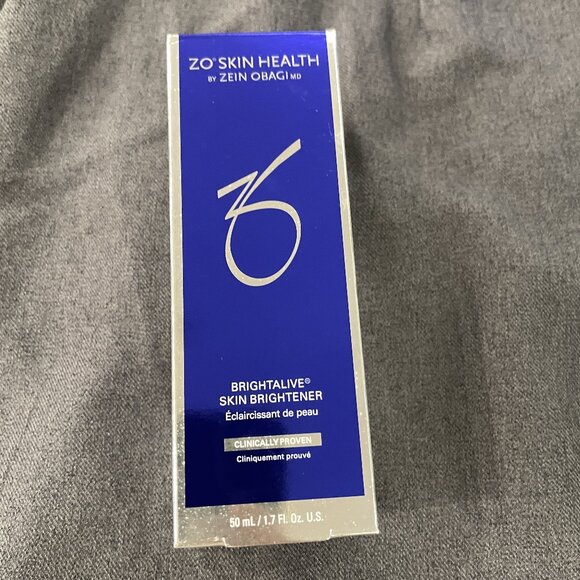 ZO® SKIN HEALTH
BY ZEIN OBAGI MD
ZO
BRIGHTALIVE®
SKIN BRIGHTENER
Éclaircissant de peau
CLINICALLY PROVEN
Cliniquement prouvé
50 mL / 1.7 Fl. Oz. U.S.